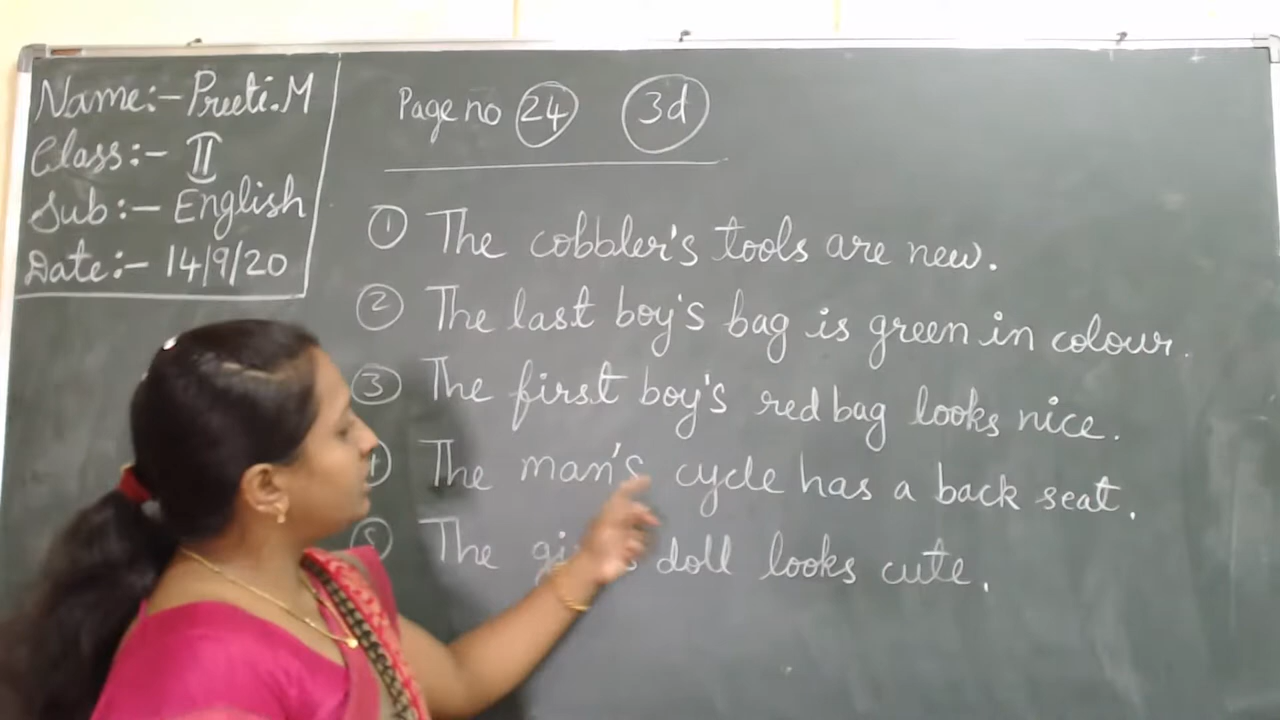 Name:- Preeti.M
Class:- II
Sub:- English
Date:- 14/9/20
Page no 24 3d
1 The cobbler's tools are new.
2 The last boy's bag is green in colour.
3 The first boy's red bag looks nice.
The man's cycle has a back seat.
5 The doll looks cute.